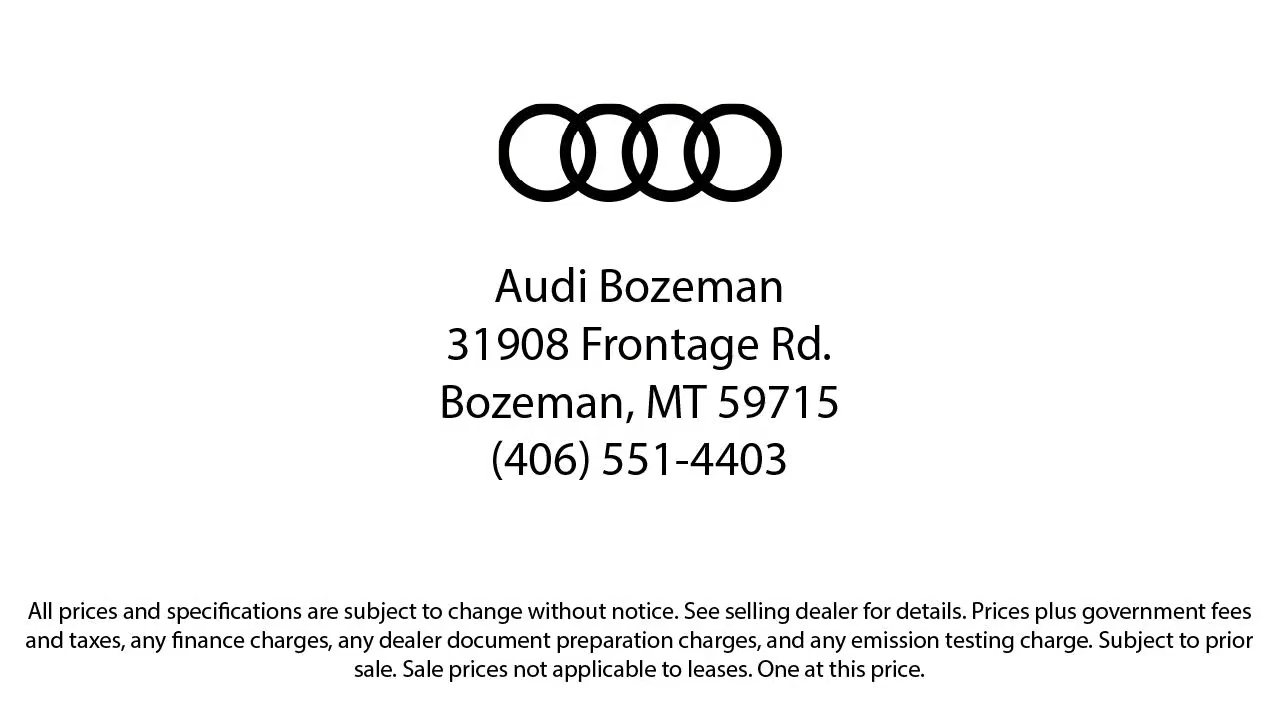 Audi Bozeman
31908 Frontage Rd.
Bozeman, MT 59715
(406) 551-4403
All prices and specifications are subject to change without notice. See selling dealer for details. Prices plus government fees
and taxes, any finance charges, any dealer document preparation charges, and any emission testing charge. Subject to prior
sale. Sale prices not applicable to leases. One at this price.